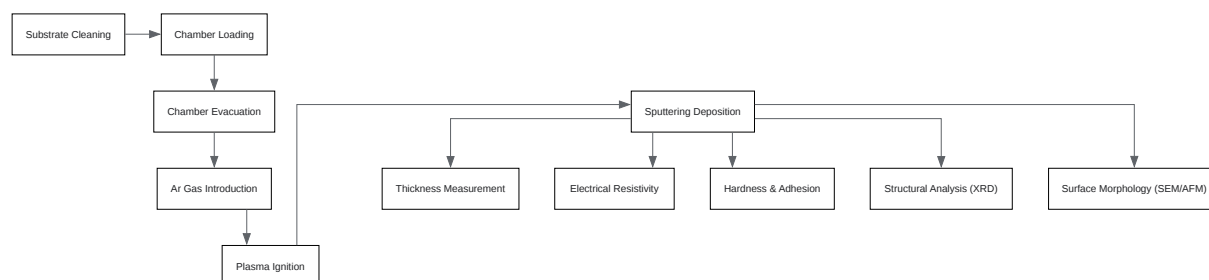 Substrate Cleaning
Chamber Loading
Chamber Evacuation
Sputtering Deposition
Ar Gas Introduction
Thickness Measurement
Electrical Resistivity
Hardness & Adhesion
Structural Analysis (XRD)
Surface Morphology (SEM/AFM)
Plasma Ignition